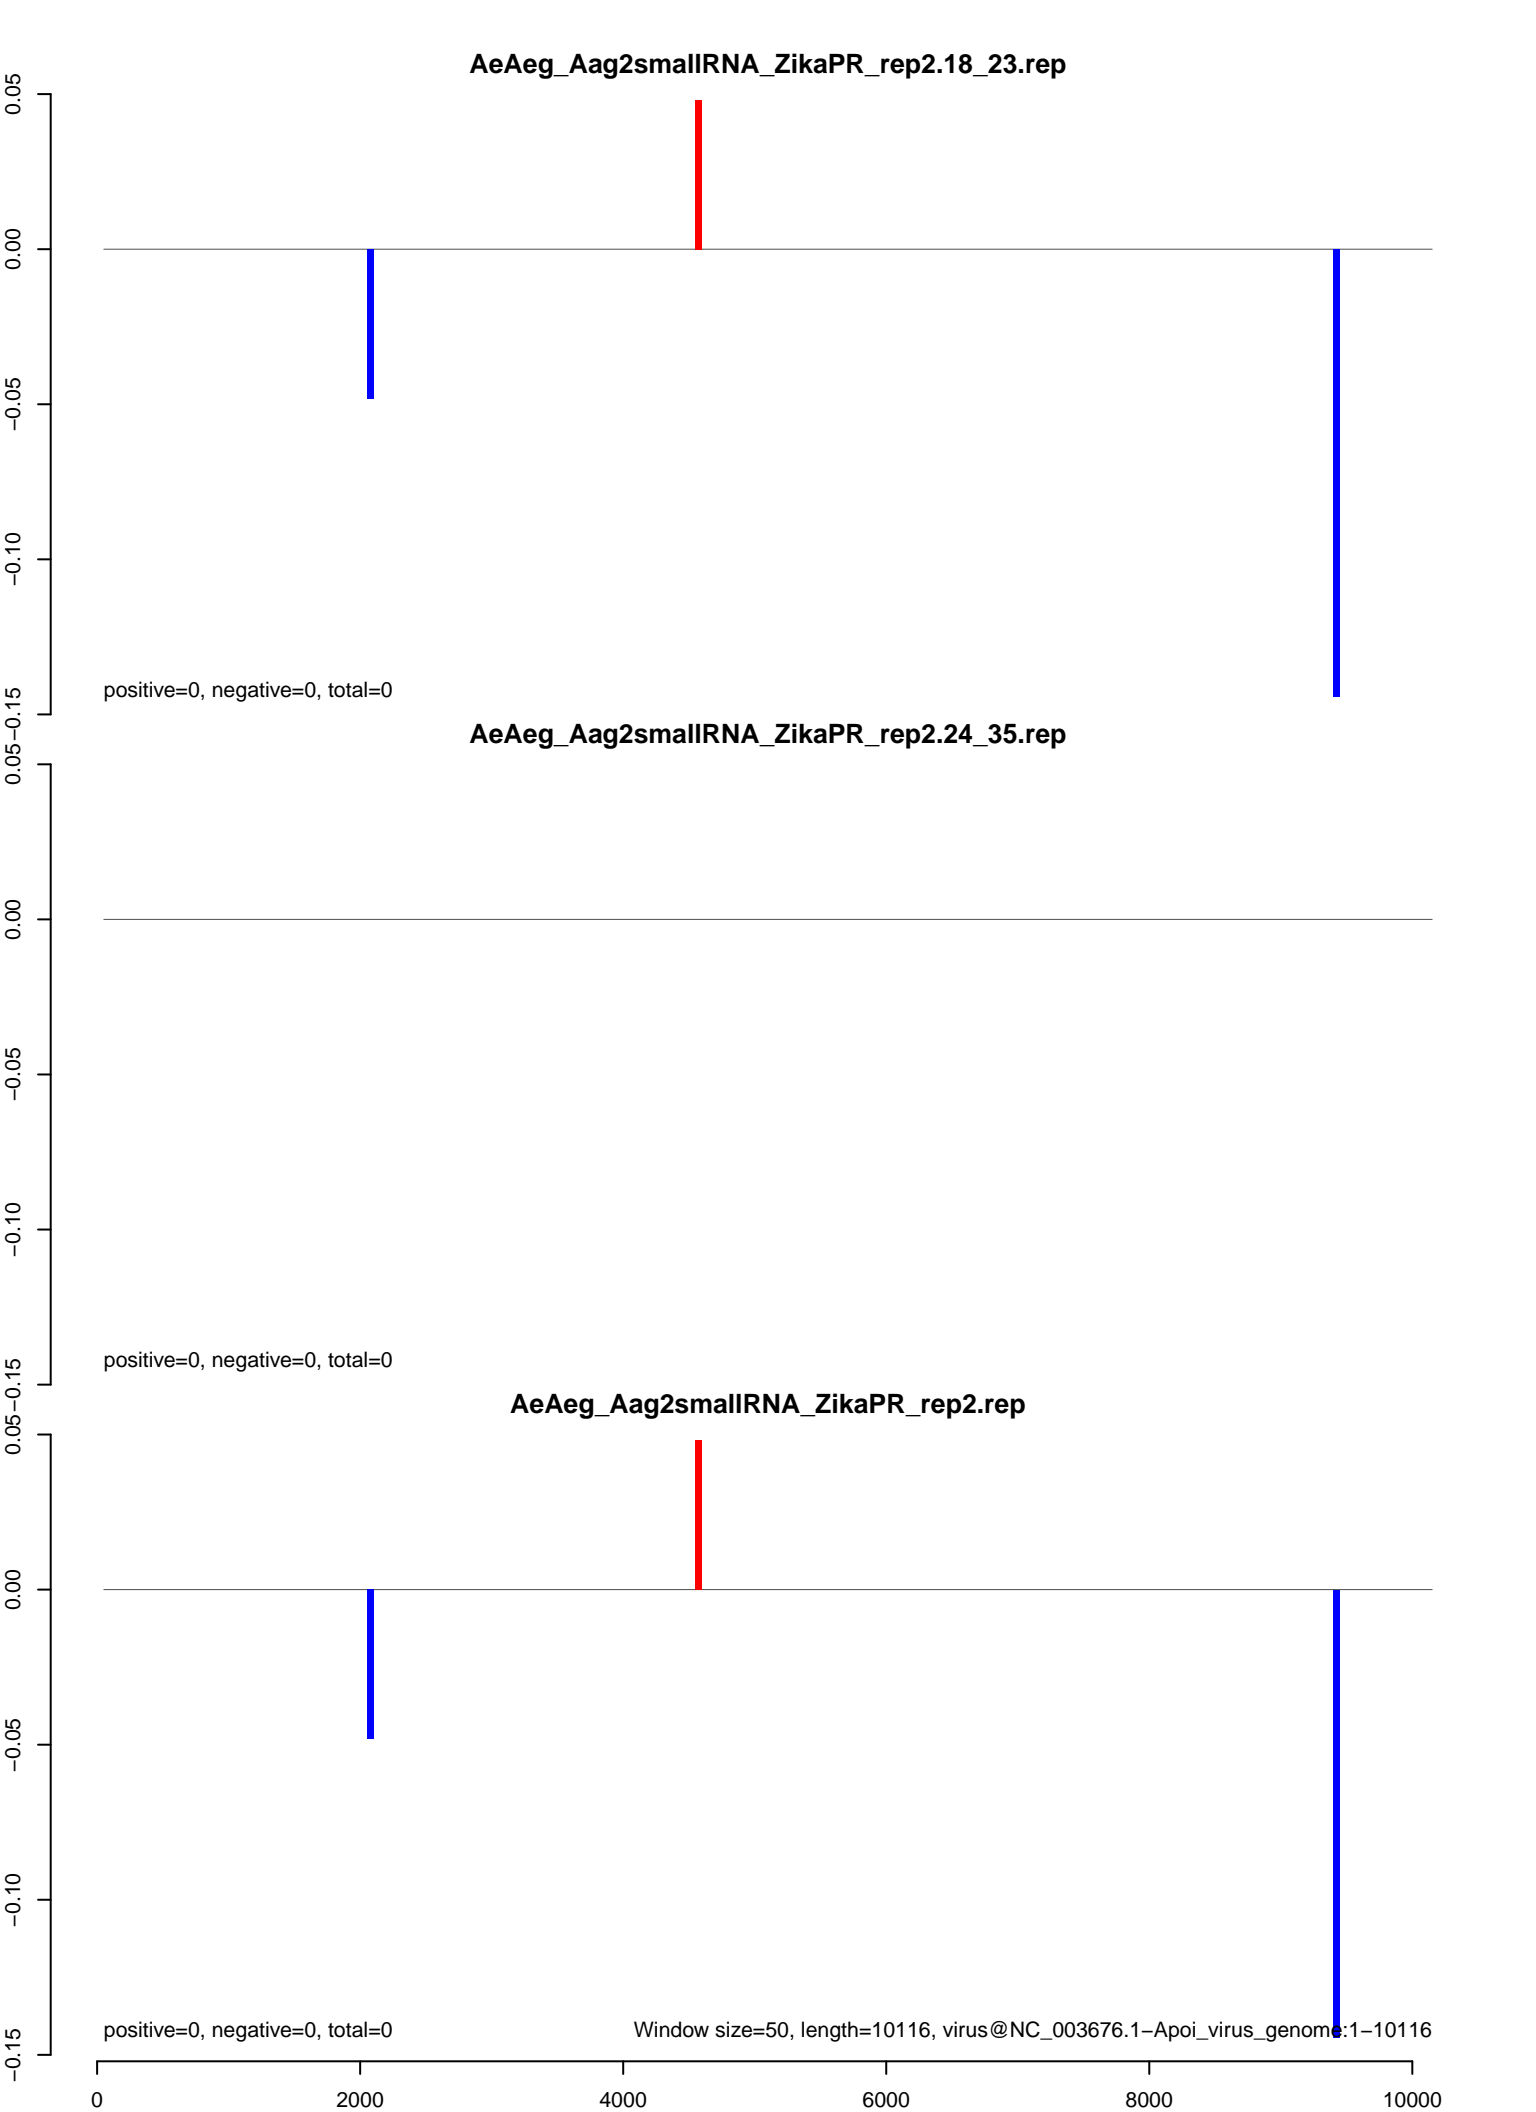 AeAeg_Aag2smallRNA_ZikaPR_rep2.18_23.rep
0.05
0.00
−0.05
−0.10
−0.15
positive=0, negative=0, total=0
AeAeg_Aag2smallRNA_ZikaPR_rep2.24_35.rep
0.05
0.00
−0.05
−0.10
−0.15
positive=0, negative=0, total=0
AeAeg_Aag2smallRNA_ZikaPR_rep2.rep
0.05
0.00
−0.05
−0.10
−0.15
positive=0, negative=0, total=0
Window size=50, length=10116, virus@NC_003676.1−Apoi_virus_genome:1−10116
0 2000 4000 6000 8000 10000